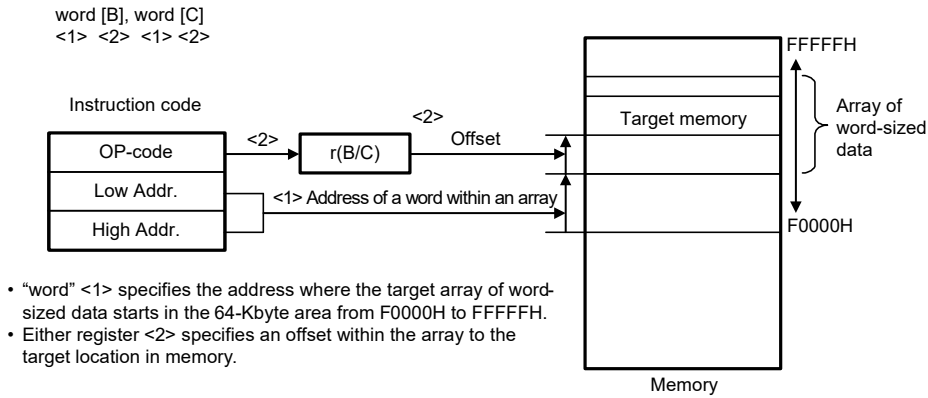 word [B], word [C]
<1> <2> <1> <2>
FFFFFH
Instruction code
Array of
word-sized
data
<2>
Target memory
<2>
Offset
OP-code
r(B/C)
Low Addr.
<1> Address of a word within an array
High Addr.
F0000H
• “word” <1> specifies the address where the target array of word-
sized data starts in the 64-Kbyte area from F0000H to FFFFFH.
• Either register <2> specifies an offset within the array to the
target location in memory.
Memory